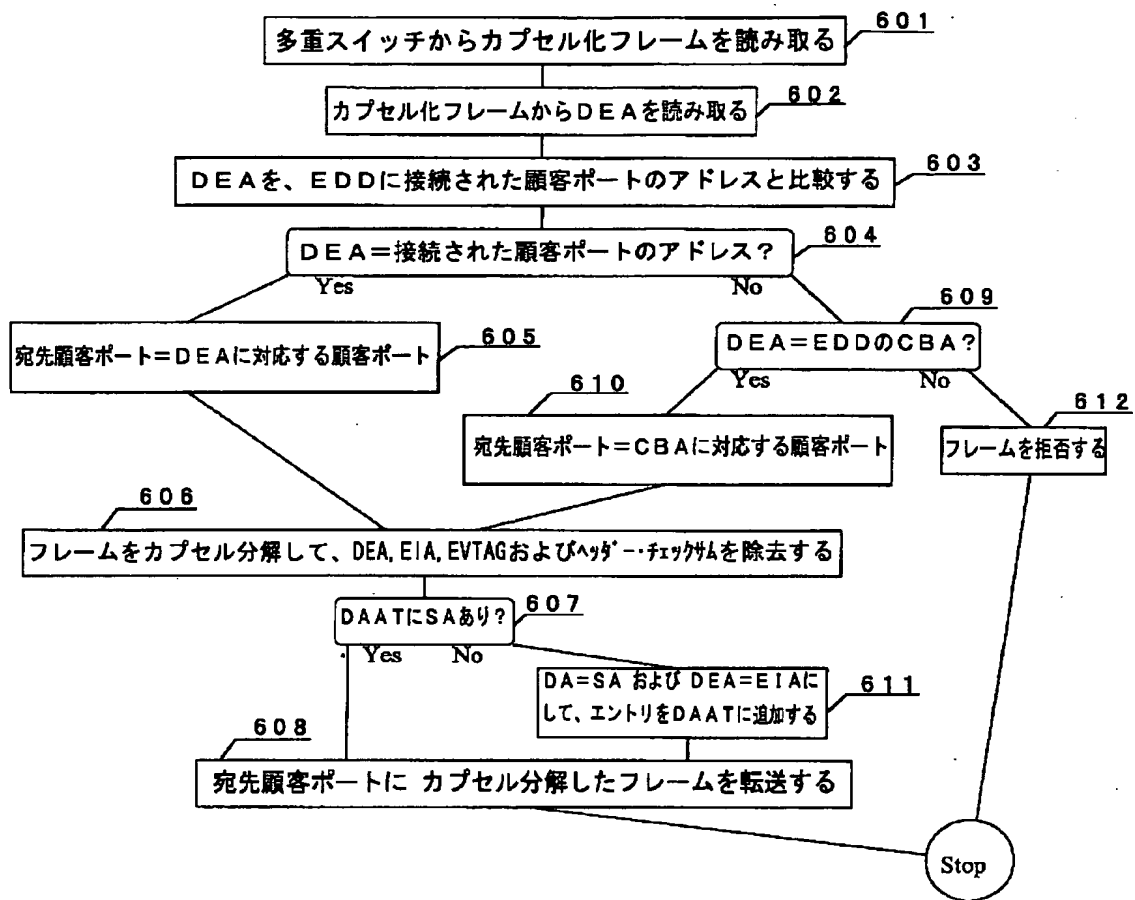 多重スイッチからカプセル化フレームを読み取る
601
カプセル化フレームからDEAを読み取る
602
DEAを、EDDに接続された顧客ポートのアドレスと比較する
603
DEA=接続された顧客ポートのアドレス?
604
Yes
No
宛先顧客ポート=DEAに対応する顧客ポート
605
DEA=EDDのCBA?
609
Yes
No
宛先顧客ポート=CBAに対応する顧客ポート
610
フレームを拒否する
612
606
フレームをカプセル分解して、DEA, EIA, EVTAGおよびヘッダー・チェックサムを除去する
DAATにSAあり?
607
Yes
No
DA=SA および DEA=EIAに
して、エントリをDAATに追加する
611
608
宛先顧客ポートに カプセル分解したフレームを転送する
Stop